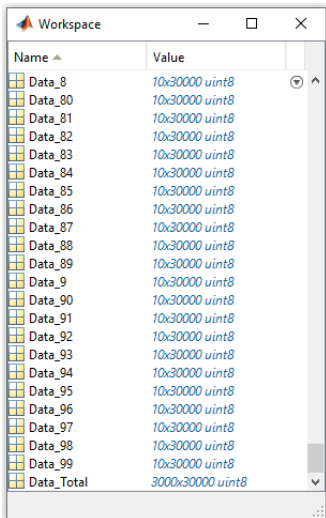 Workspace
Name Value
Data_8 10x30000 uint8
Data_80 10x30000 uint8
Data_81 10x30000 uint8
Data_82 10x30000 uint8
Data_83 10x30000 uint8
Data_84 10x30000 uint8
Data_85 10x30000 uint8
Data_86 10x30000 uint8
Data_87 10x30000 uint8
Data_88 10x30000 uint8
Data_89 10x30000 uint8
Data_9 10x30000 uint8
Data_90 10x30000 uint8
Data_91 10x30000 uint8
Data_92 10x30000 uint8
Data_93 10x30000 uint8
Data_94 10x30000 uint8
Data_95 10x30000 uint8
Data_96 10x30000 uint8
Data_97 10x30000 uint8
Data_98 10x30000 uint8
Data_99 10x30000 uint8
Data_Total 3000x30000 uint8